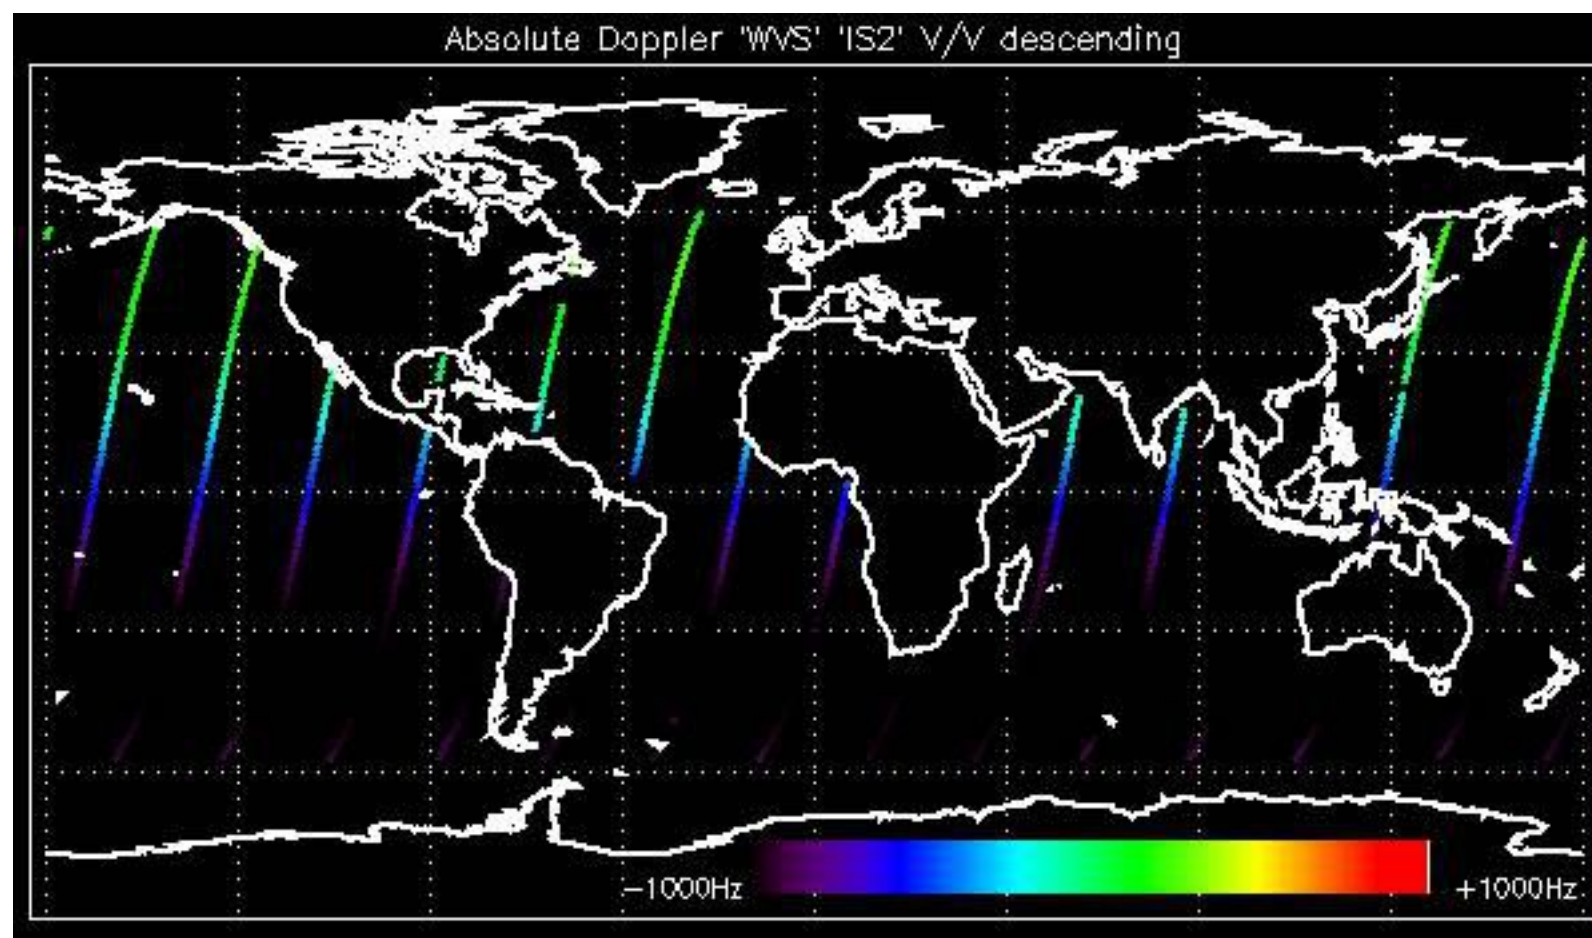 Absolute Doppler 'WVS' 'IS2' V/V descending
−1000Hz
+1000Hz